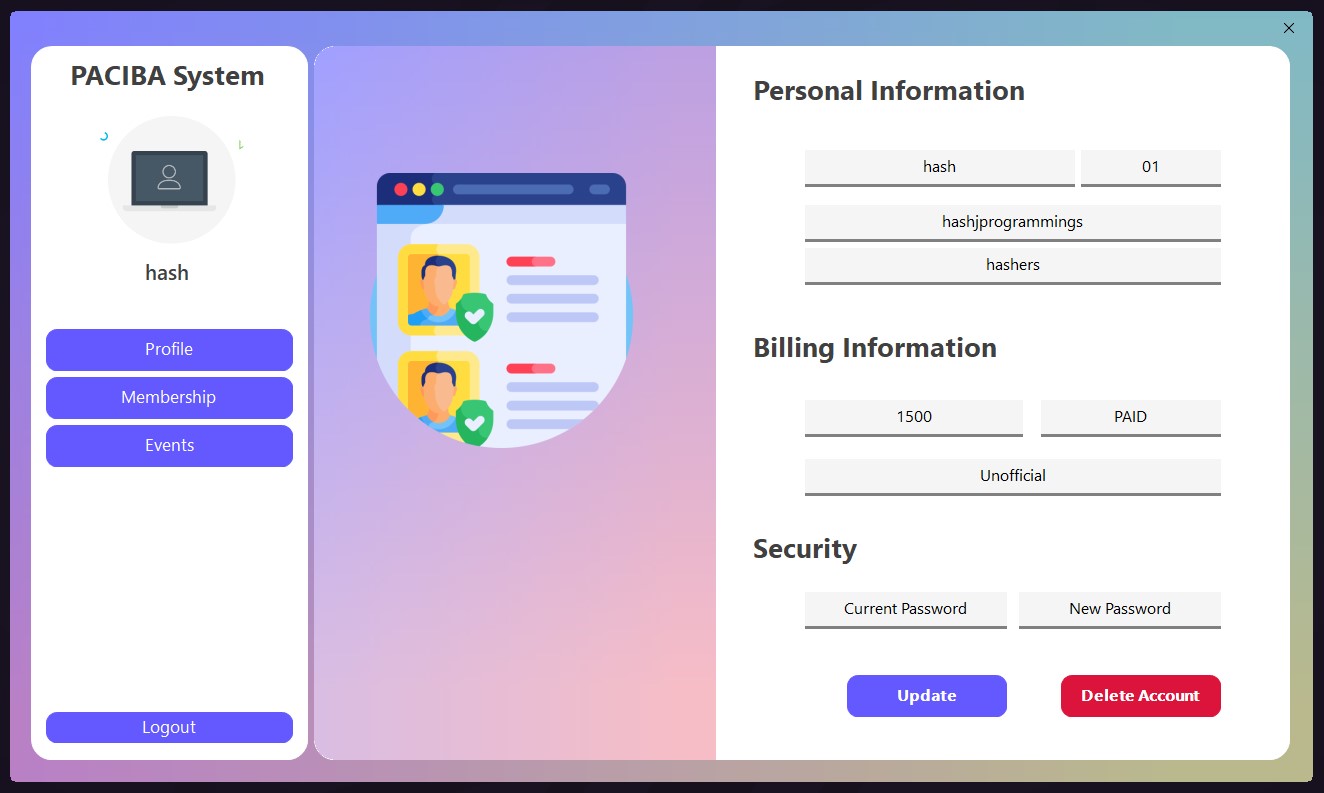 PACIBA System
hash
Profile
Membership
Events
Logout
Personal Information
hash 01
hashjprogrammings
hashers
Billing Information
1500 PAID
Unofficial
Security
Current Password New Password
Update Delete Account